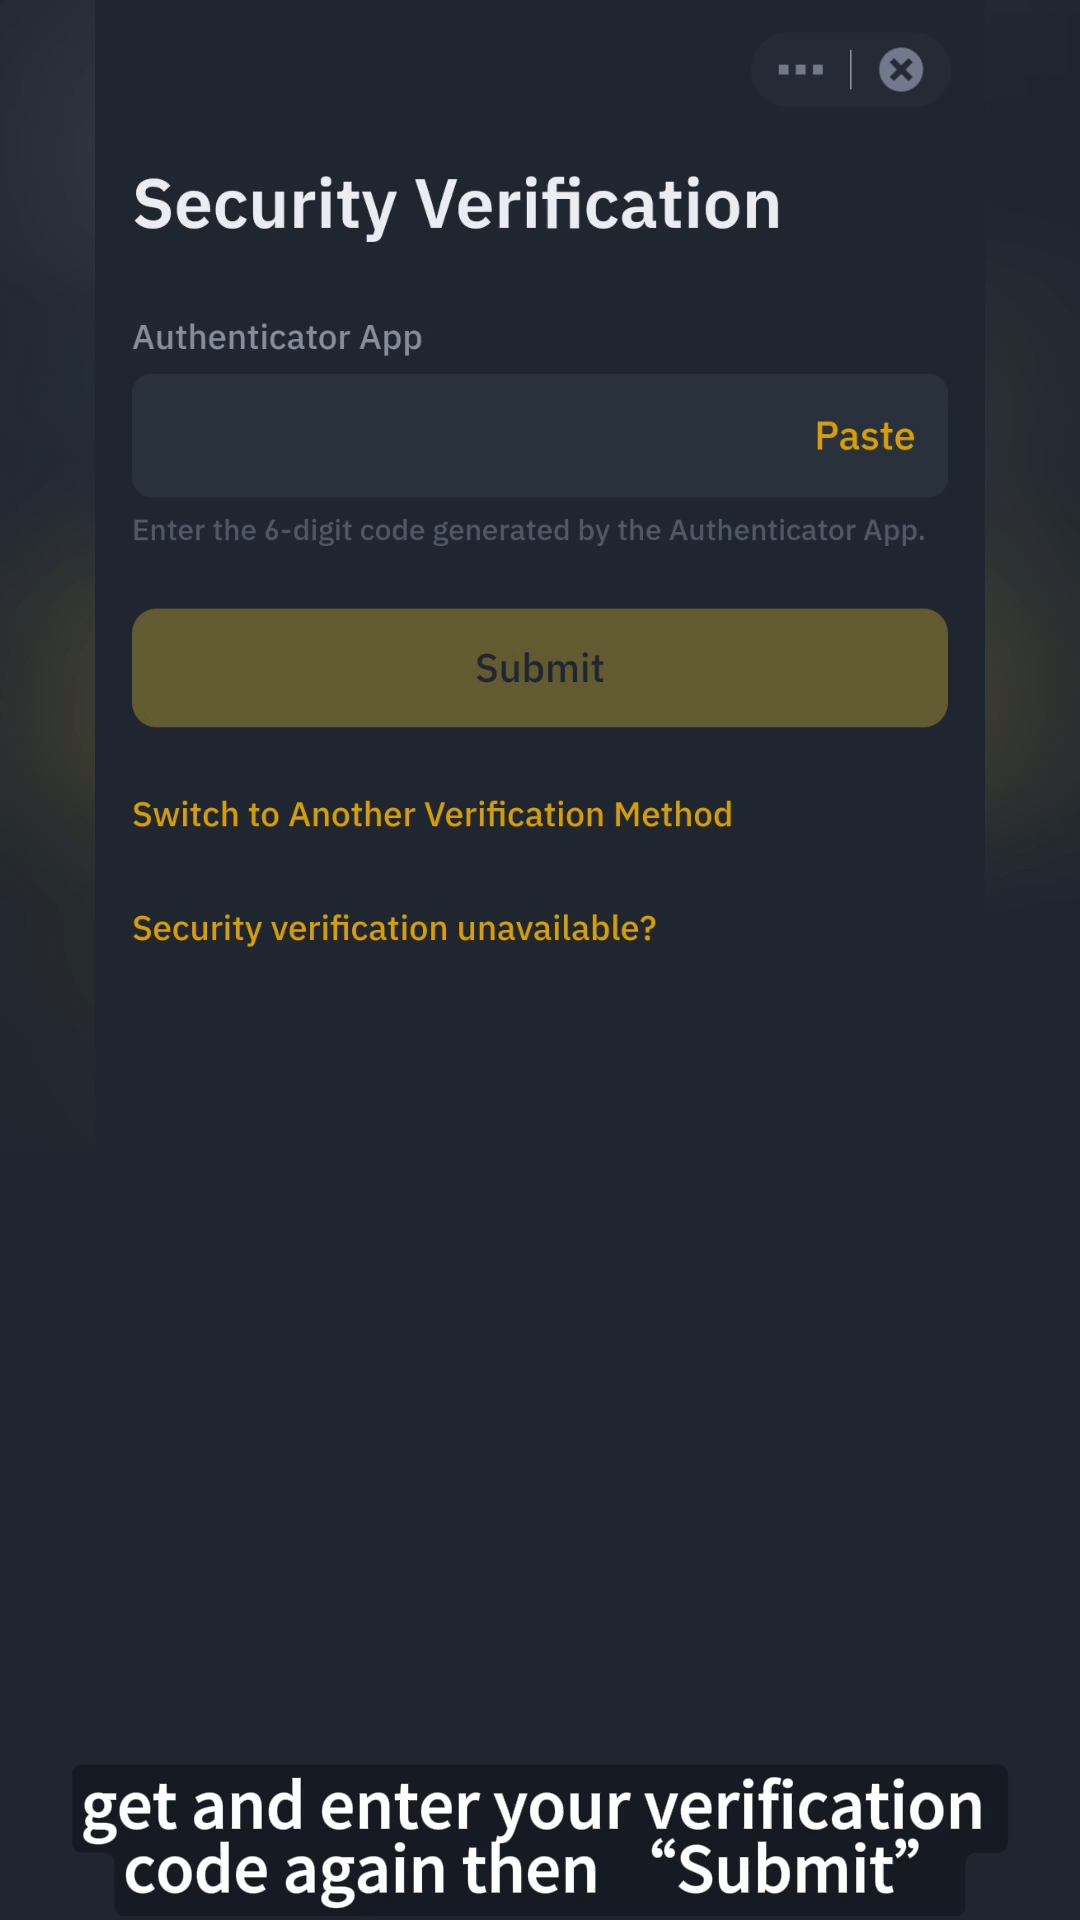 Security Verification
Authenticator App
Paste
Enter the 6-digit code generated by the Authenticator App.
Submit
Switch to Another Verification Method
Security verification unavailable?
get and enter your verification
code again then “Submit”